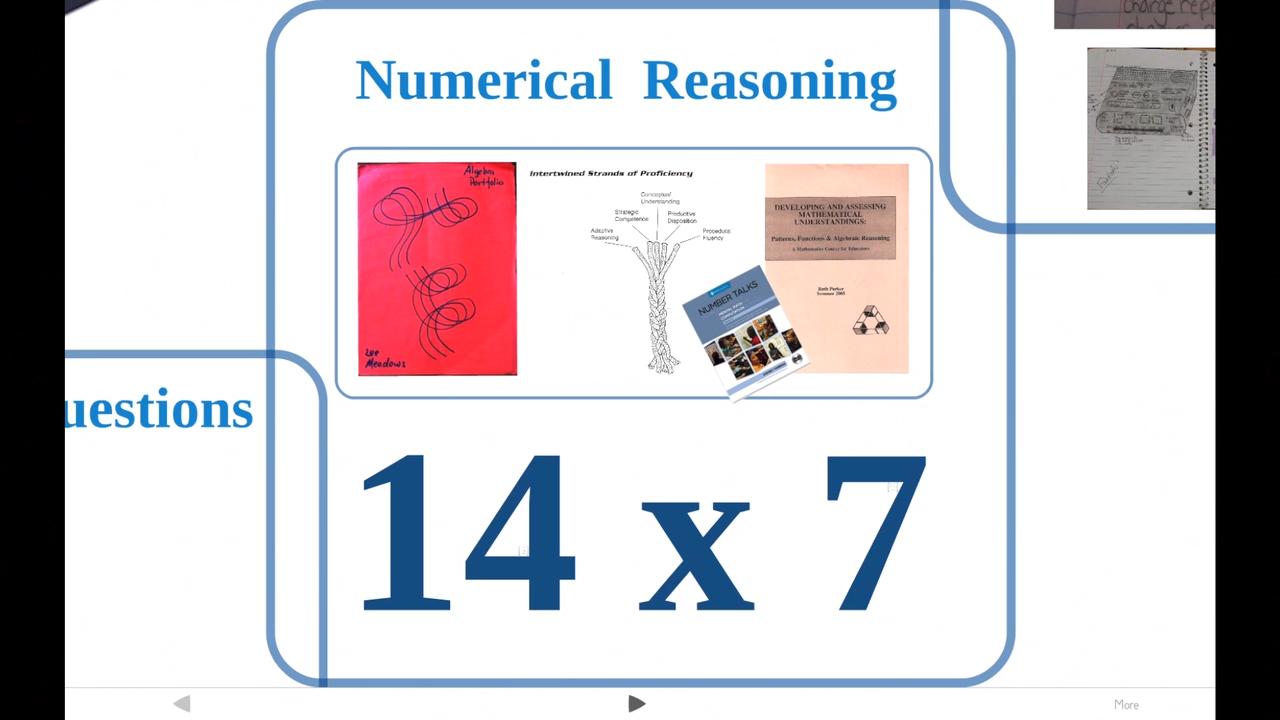 Numerical Reasoning
Algebra
Portfolio
Lee
Meadows
Intertwined Strands of Proficiency
Conceptual
Understanding
Strategic
Competence
Productive
Disposition
Adaptive
Reasoning
Procedural
Fluency
NUMBER TALKS
DEVELOPING AND ASSESSING
MATHEMATICAL
UNDERSTANDINGS:
Patterns, Functions & Algebraic Reasoning
A Mathematics Course for Educators
Ruth Parker
Summer 2005
uestions
14 x 7
change
More